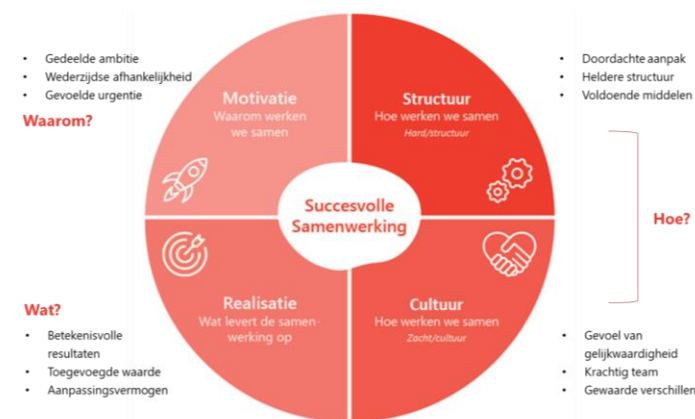 • Gedeelde ambitie
• Wederzijdse afhankelijkheid
• Gevoelde urgentie
Waarom?
Motivatie
Waarom werken
we samen
Structuur
Hoe werken we samen
Hard/structuur
• Doordachte aanpak
• Heldere structuur
• Voldoende middelen
Succesvolle
Samenwerking
Hoe?
Wat?
• Betekenisvolle
resultaten
• Toegevoegde waarde
• Aanpassingsvermogen
Realisatie
Wat levert de samen-
werking op
Cultuur
Hoe werken we samen
Zacht/cultuur
• Gevoel van
gelijkwaardigheid
• Krachtig team
• Gewaarde verschillen